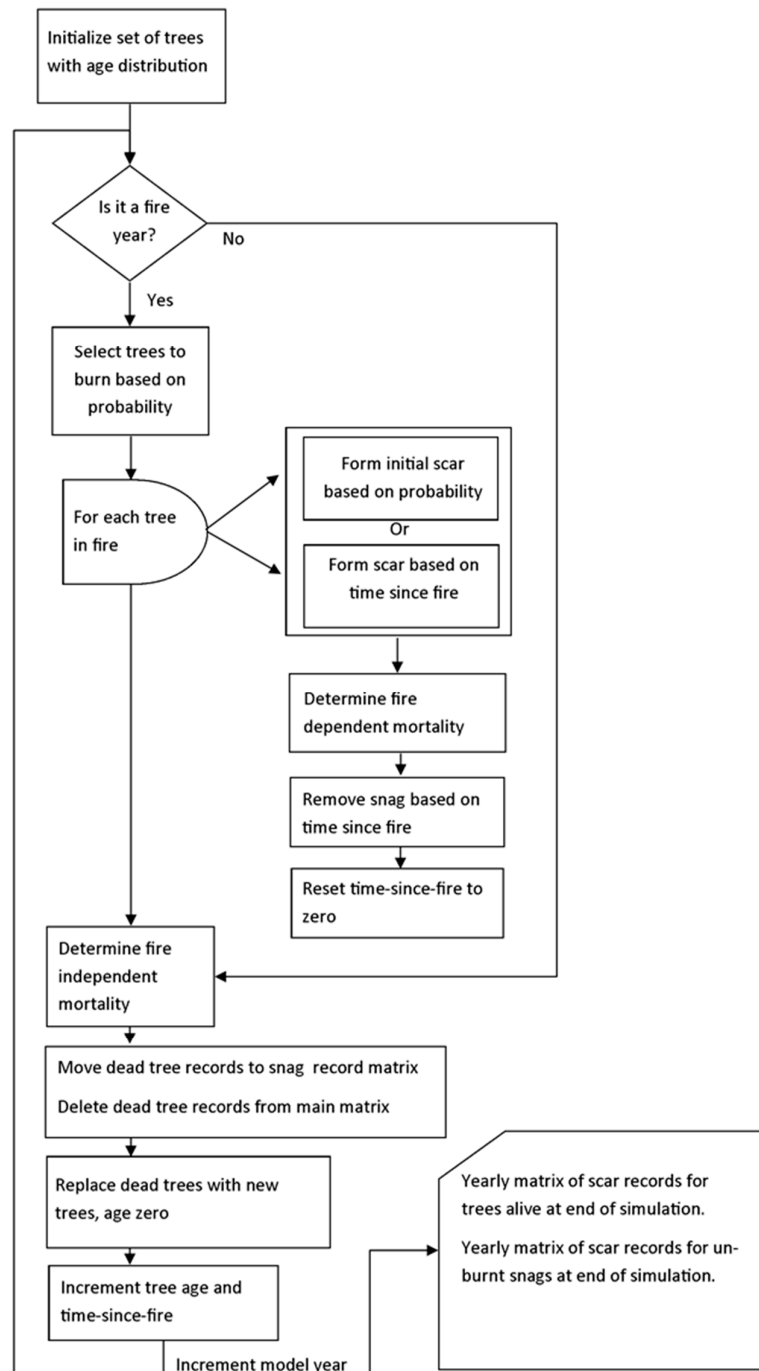 Initialize set of trees
with age distribution
Is it a fire
year?
No
Yes
Select trees to
burn based on
probability
For each tree
in fire
Form initial scar
based on probability
Or
Form scar based on
time since fire
Determine fire
dependent mortality
Remove snag based on
time since fire
Reset time-since-fire to
zero
Determine fire
independent
mortality
Move dead tree records to snag record matrix
Delete dead tree records from main matrix
Replace dead trees with new
trees, age zero
Increment tree age and
time-since-fire
Increment model year
Yearly matrix of scar records for
trees alive at end of simulation.
Yearly matrix of scar records for un-
burnt snags at end of simulation.